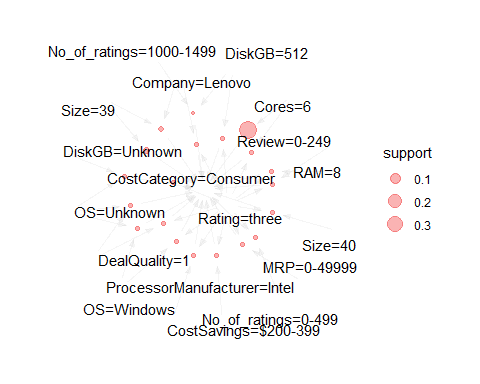 No_of_ratings=1000-1499
DiskGB=512
Company=Lenovo
Size=39
Cores=6
DiskGB=Unknown
Review=0-249
support
CostCategory=Consumer
RAM=8
0.1
0.2
OS=Unknown
Rating=three
0.3
Size=40
DealQuality=1
MRP=0-49999
ProcessorManufacturer=Intel
OS=Windows
No_of_ratings=0-499
CostSavings=$200-399